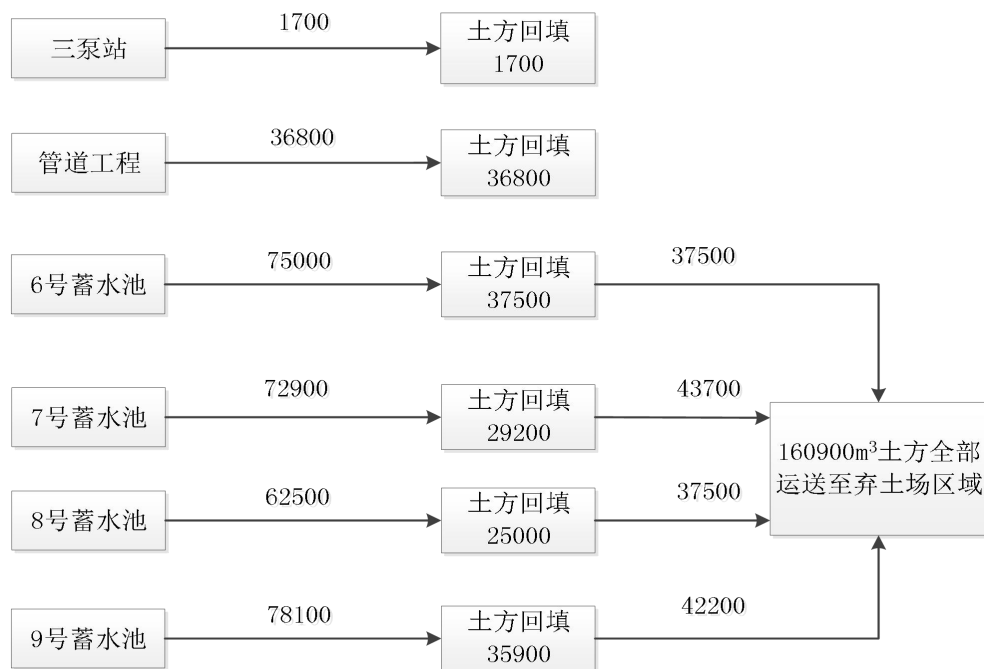 三泵站
1700
土方回填
1700
管道工程
36800
土方回填
36800
6号蓄水池
75000
土方回填
37500
37500
7号蓄水池
72900
土方回填
29200
43700
8号蓄水池
62500
土方回填
25000
37500
9号蓄水池
78100
土方回填
35900
42200
160900m³土方全部
运送至弃土场区域